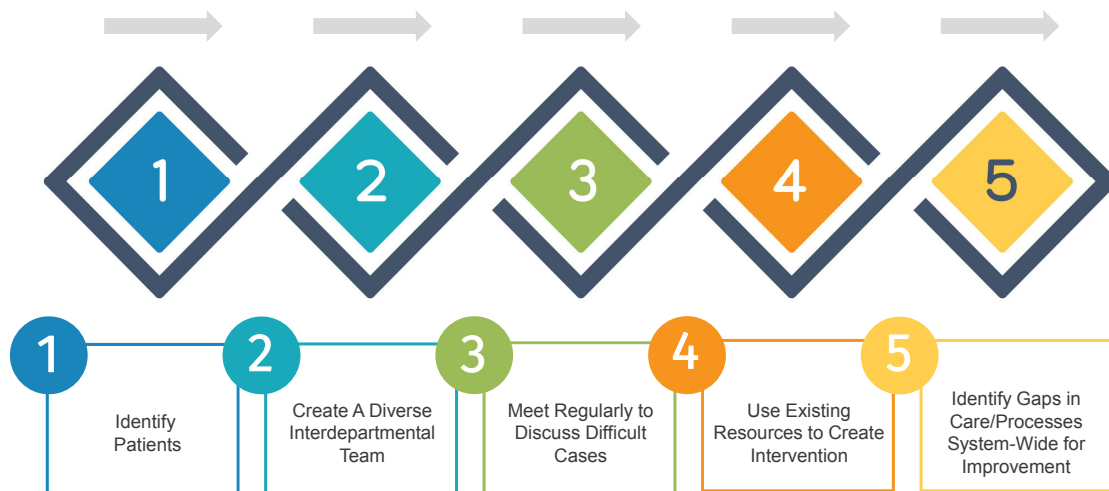 1
2
3
4
5
1
Identify
Patients
2
Create A Diverse
Interdepartmental
Team
3
Meet Regularly to
Discuss Difficult
Cases
4
Use Existing
Resources to Create
Intervention
5
Identify Gaps in
Care/Processes
System-Wide for
Improvement